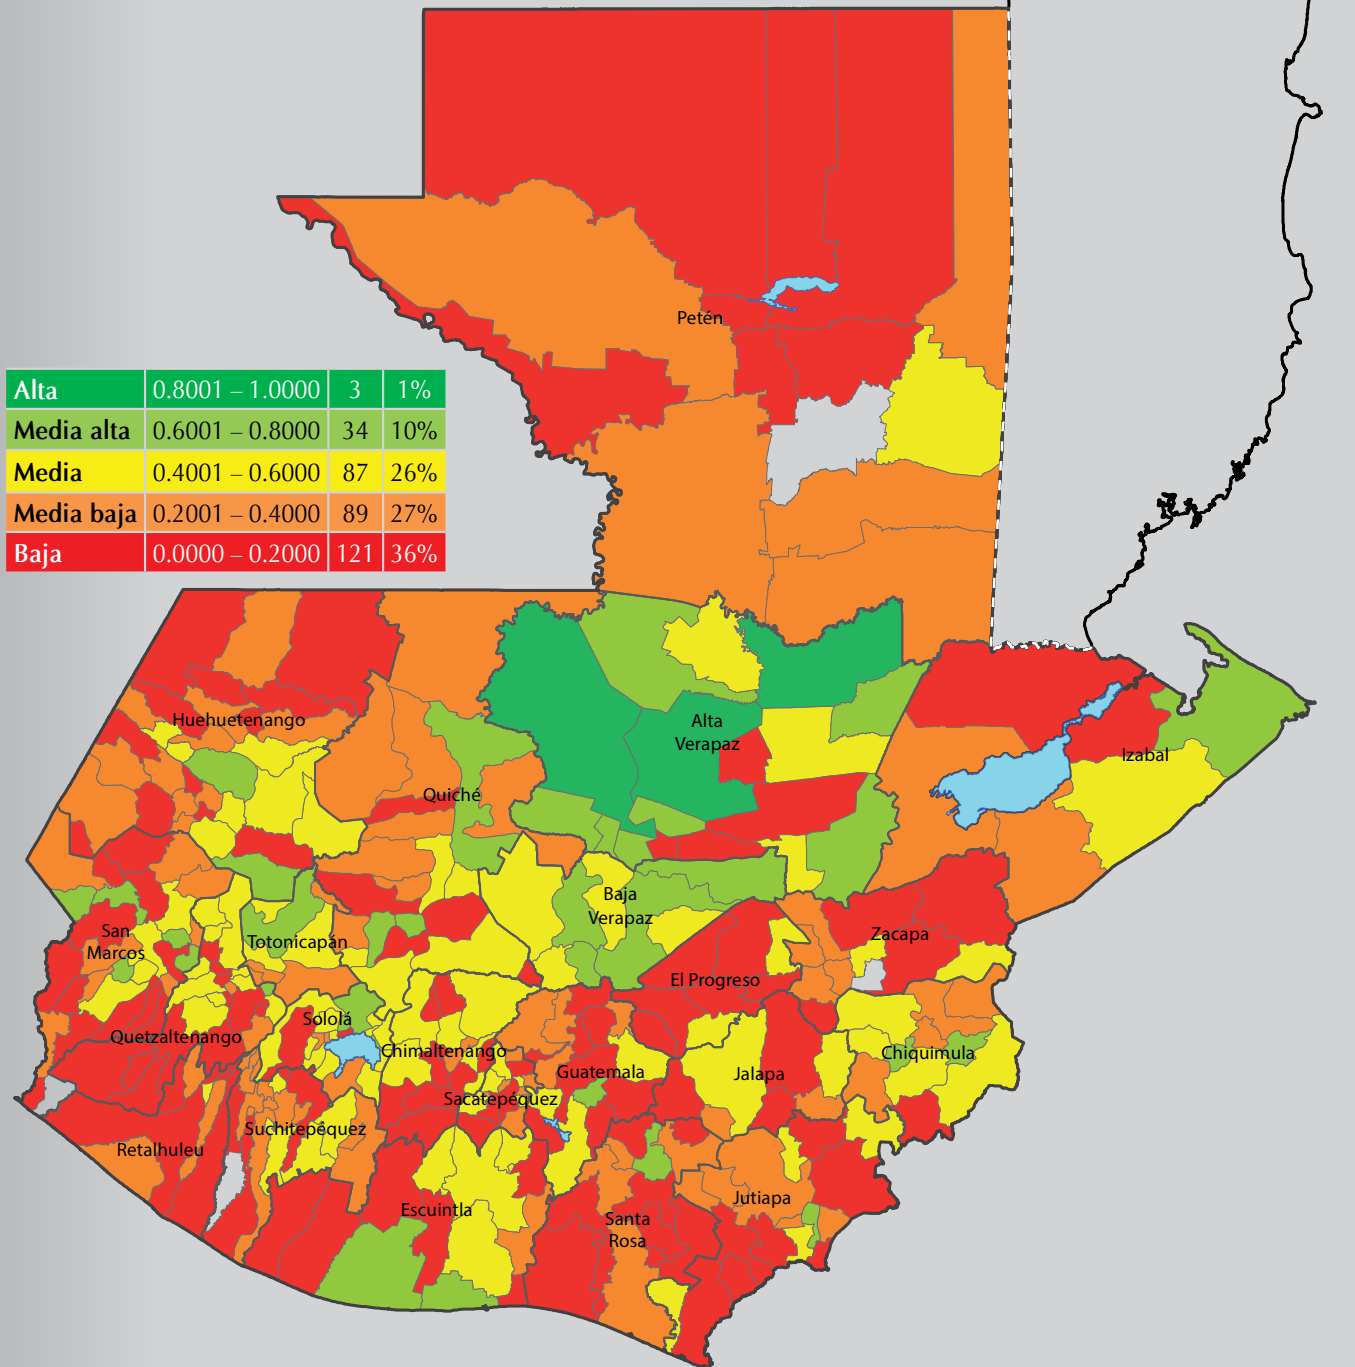 Petén
Alta 0.8001 – 1.0000 3 1%
Media alta 0.6001 – 0.8000 34 10%
Media 0.4001 – 0.6000 87 26%
Media baja 0.2001 – 0.4000 89 27%
Baja 0.0000 – 0.2000 121 36%
Huehuetenango
Alta
Verapaz
Izabal
Quiché
Baja
Verapaz
San
Marcos
Totonicapán
Zacapa
El Progreso
Sololá
Quetzaltenango
Chimaltenango
Chiquimula
Guatemala
Jalapa
Sacatepéquez
Suchitepéquez
Retalhuleu
Jutiapa
Escuintla
Santa
Rosa